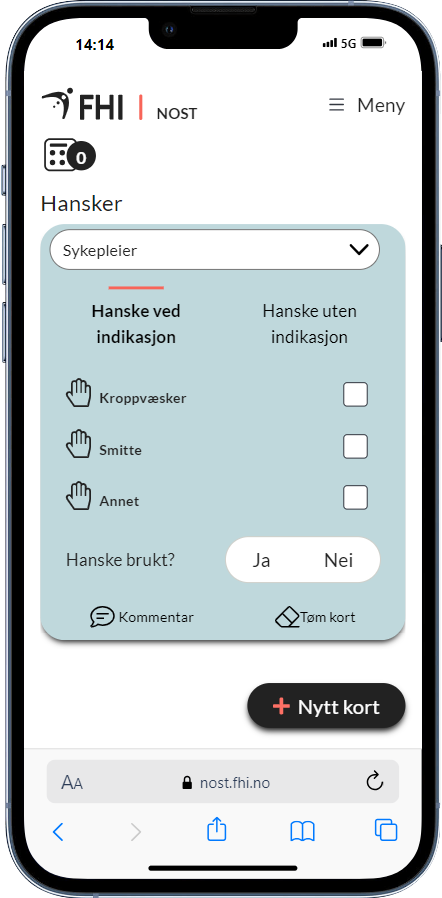 14:14
5G
FHI NOST
Meny
0
Hansker
Sykepleier
Hanske ved
indikasjon
Hanske uten
indikasjon
Kroppvæsker
Smitte
Annet
Hanske brukt?
Ja
Nei
Kommentar
Tøm kort
+ Nytt kort
AA
nost.fhi.no